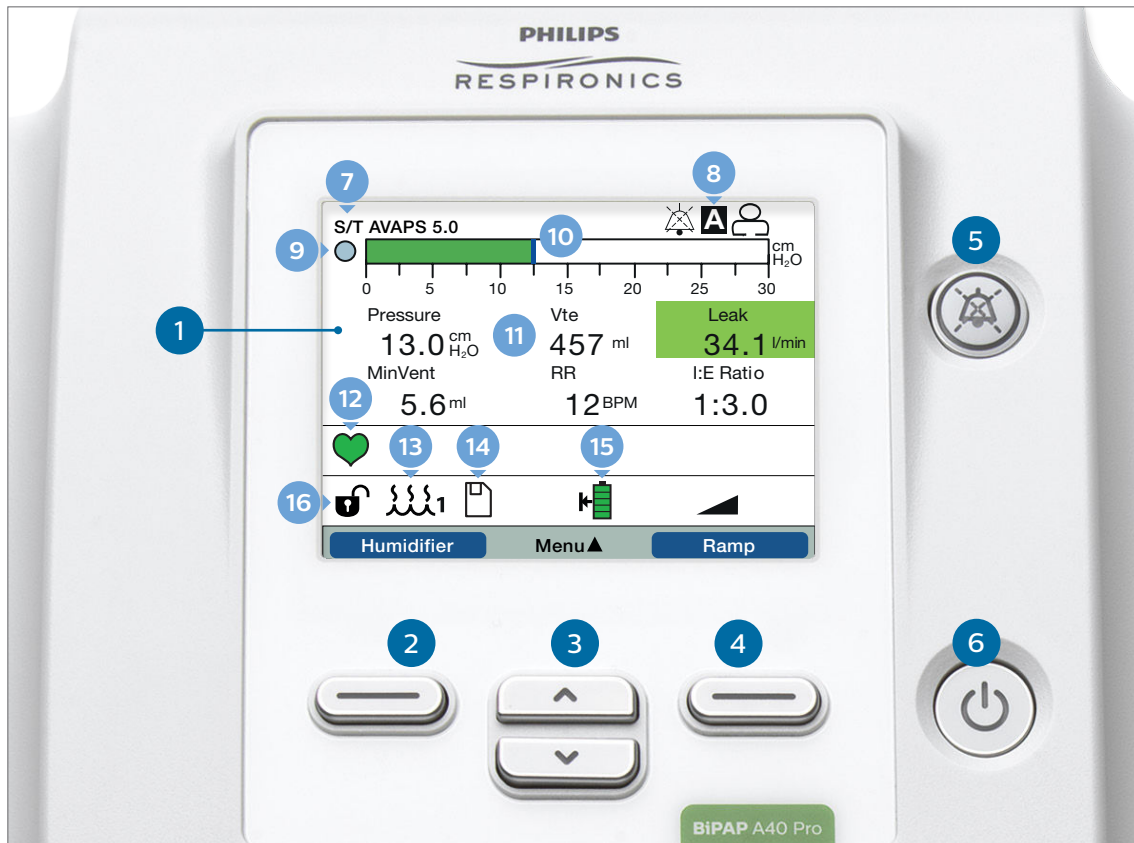 PHILIPS
RESPIRONICS
7
8
S/T AVAPS 5.0
A
9
10
cm
H₂O
0 5 10 15 20 25 30
5
1
Pressure Vte Leak
13.0 cm H₂O 11 457 ml 34.1 l/min
MinVent RR I:E Ratio
5.6 ml 12 BPM 1:3.0
12
13 14 15
16
1
Humidifier Menu▲ Ramp
2 3 4 6
BiPAP A40 Pro